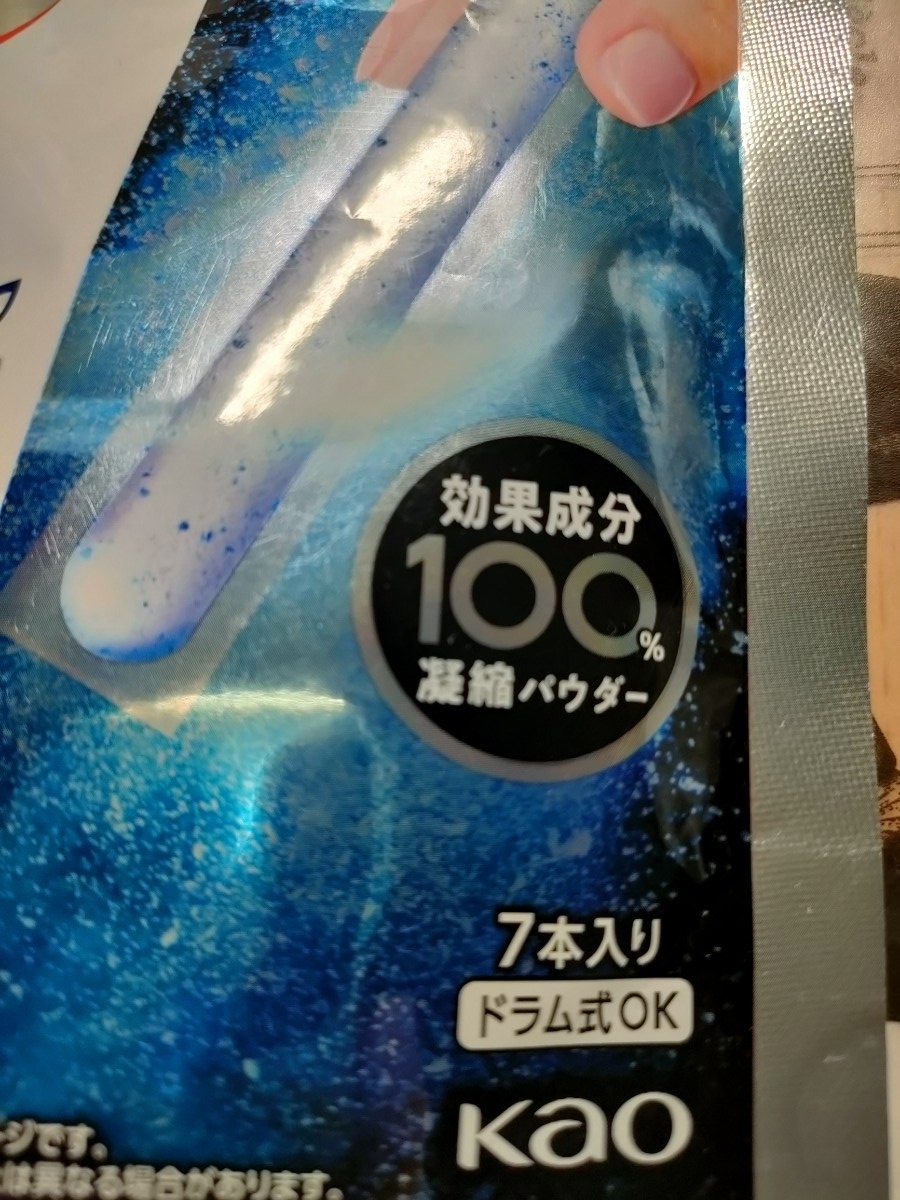 効果成分
100%
凝縮パウダー
7本入り
ドラム式OK
Kao
ージです。
は異なる場合があります。